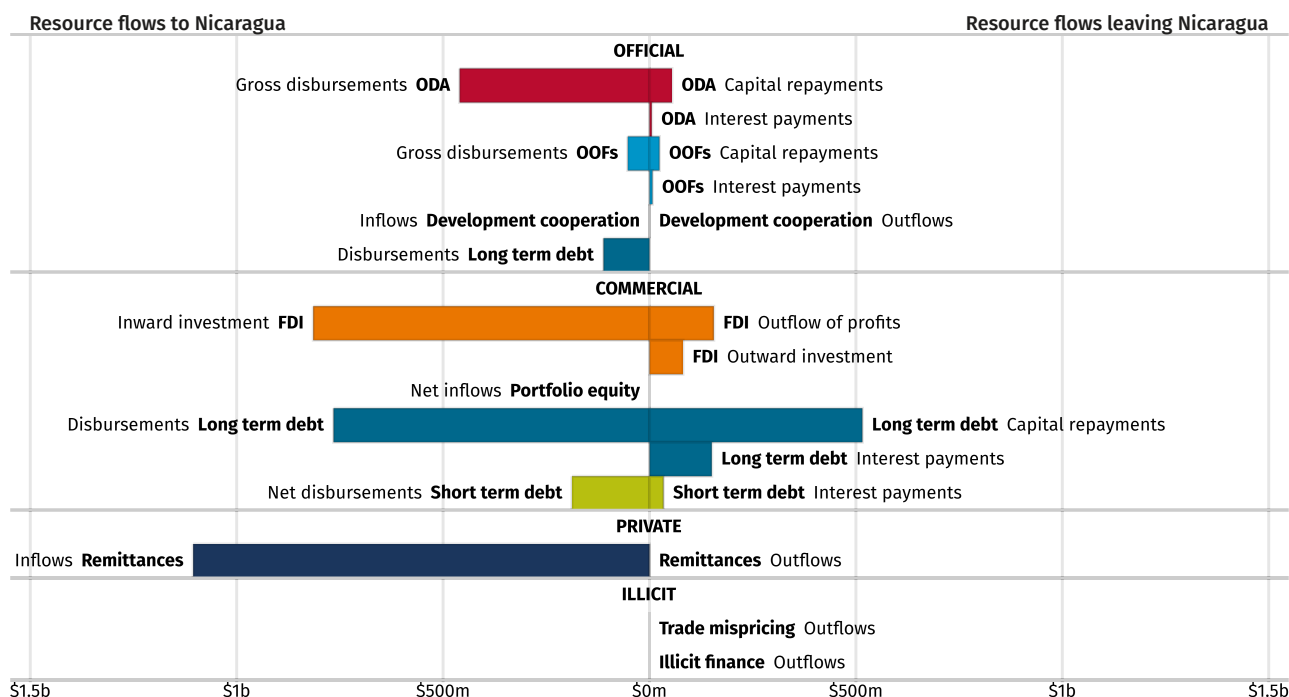 Resource flows to Nicaragua Resource flows leaving Nicaragua
OFFICIAL
Gross disbursements ODA ODA Capital repayments
ODA Interest payments
Gross disbursements OOFs OOFs Capital repayments
OOFs Interest payments
Inflows Development cooperation Development cooperation Outflows
Disbursements Long term debt
COMMERCIAL
Inward investment FDI FDI Outflow of profits
FDI Outward investment
Net inflows Portfolio equity
Disbursements Long term debt Long term debt Capital repayments
Long term debt Interest payments
Net disbursements Short term debt Short term debt Interest payments
PRIVATE
Inflows Remittances Remittances Outflows
ILLICIT
Trade mispricing Outflows
Illicit finance Outflows
$1.5b $1b $500m $0m $500m $1b $1.5b